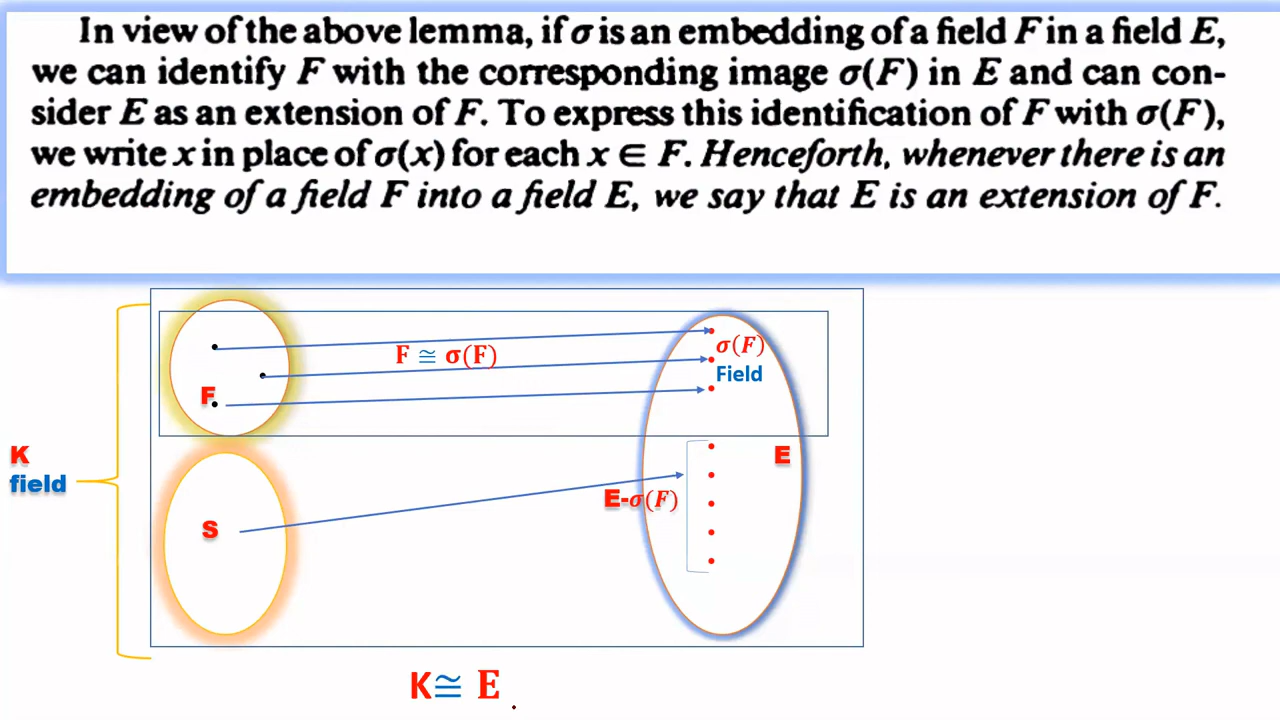 In view of the above lemma, if σ is an embedding of a field F in a field E,
we can identify F with the corresponding image σ(F) in E and can con-
sider E as an extension of F. To express this identification of F with σ(F),
we write x in place of σ(x) for each x ∈ F. Henceforth, whenever there is an
embedding of a field F into a field E, we say that E is an extension of F.
F ≅ σ(F)
σ(F)
Field
F
K
field
E
E-σ(F)
S
K≅ E